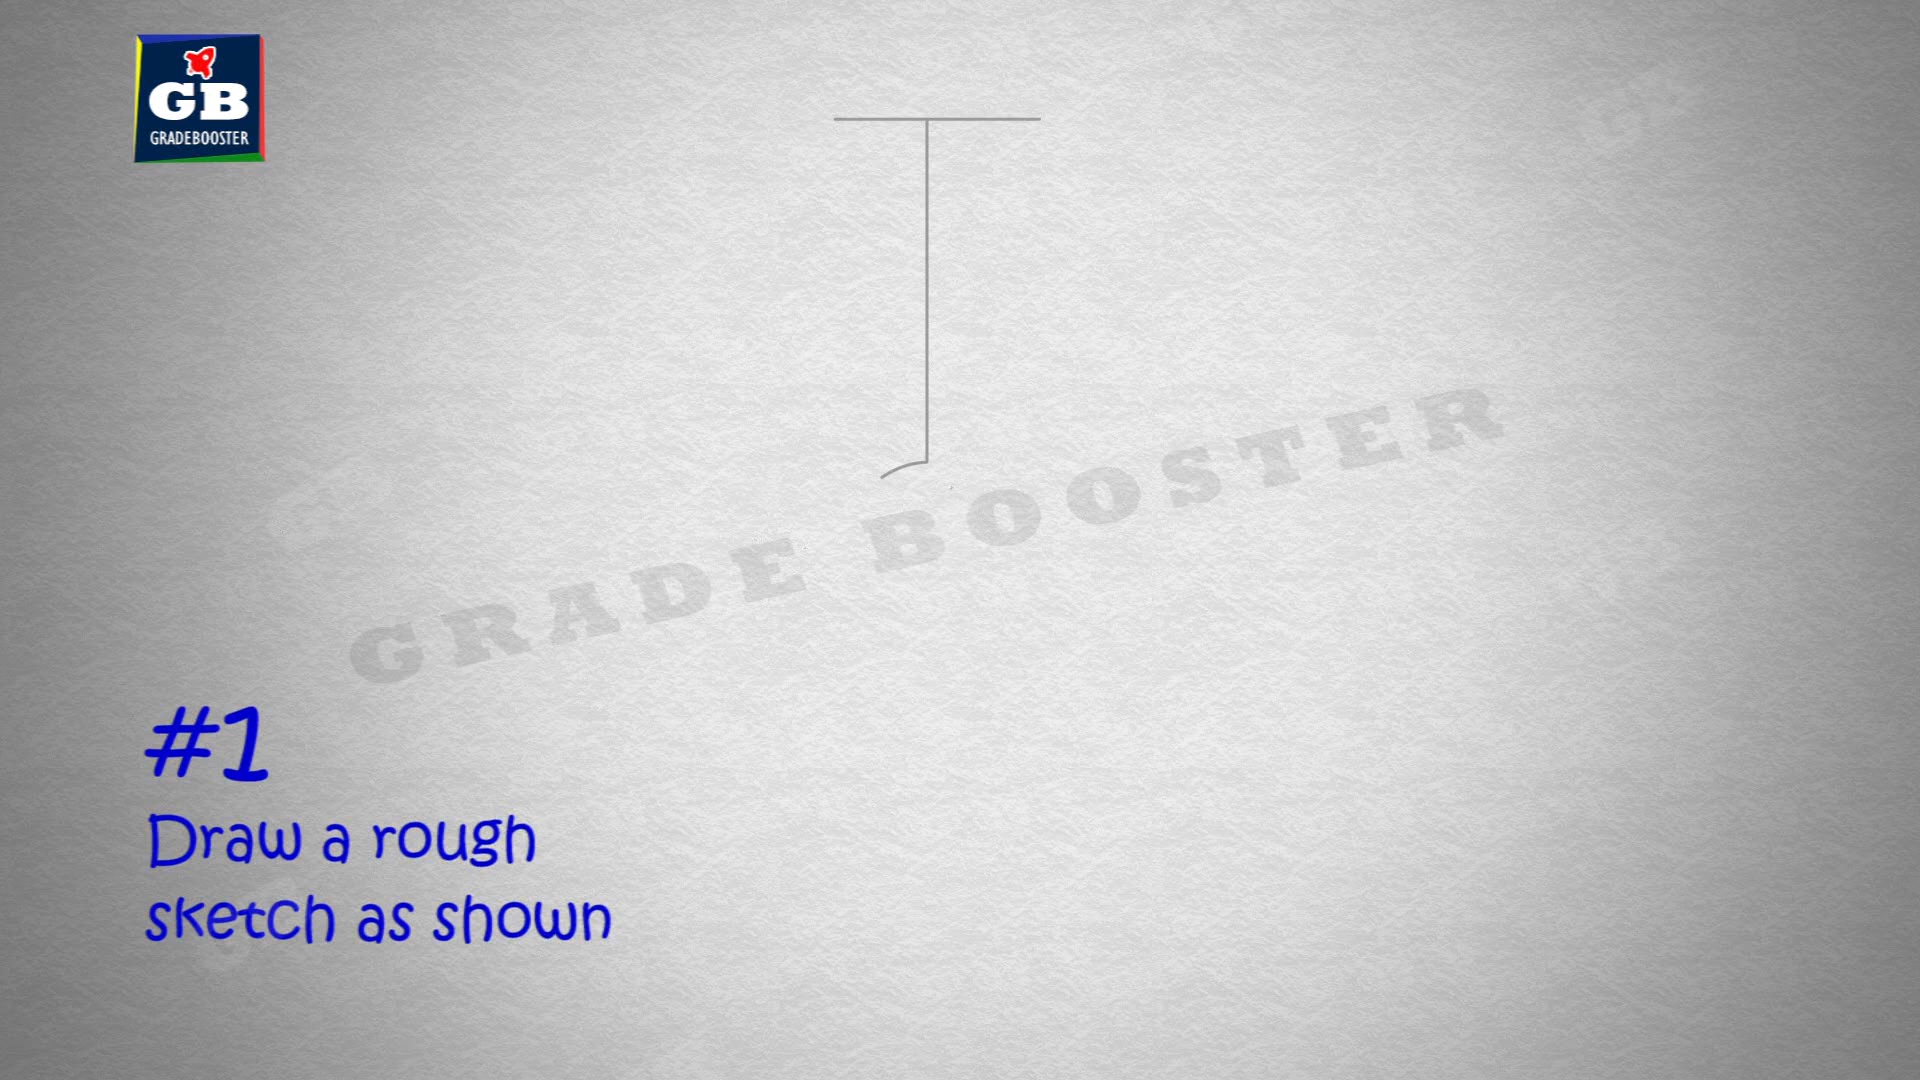 GB
GRADEBOOSTER
GRADE BOOSTER
#1
Draw a rough
sketch as shown